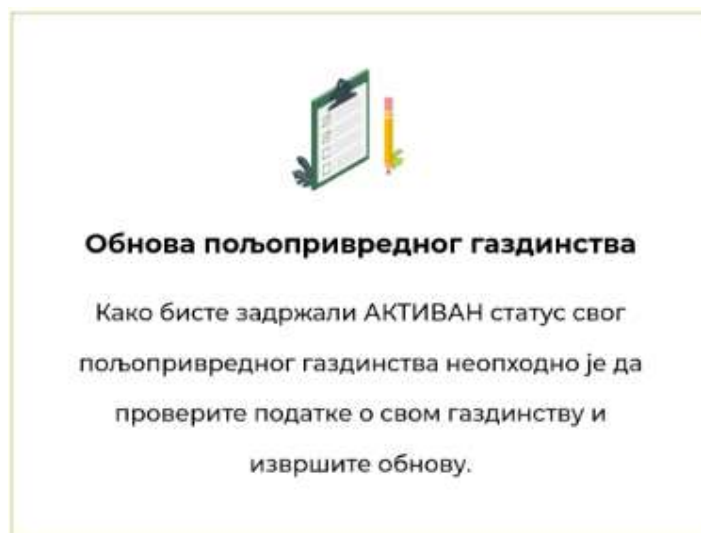 Обнова пољопривредног газдинства
Како бисте задржали АКТИВАН статус свог
пољопривредног газдинства неопходно је да
проверите податке о свом газдинству и
извршите обнову.